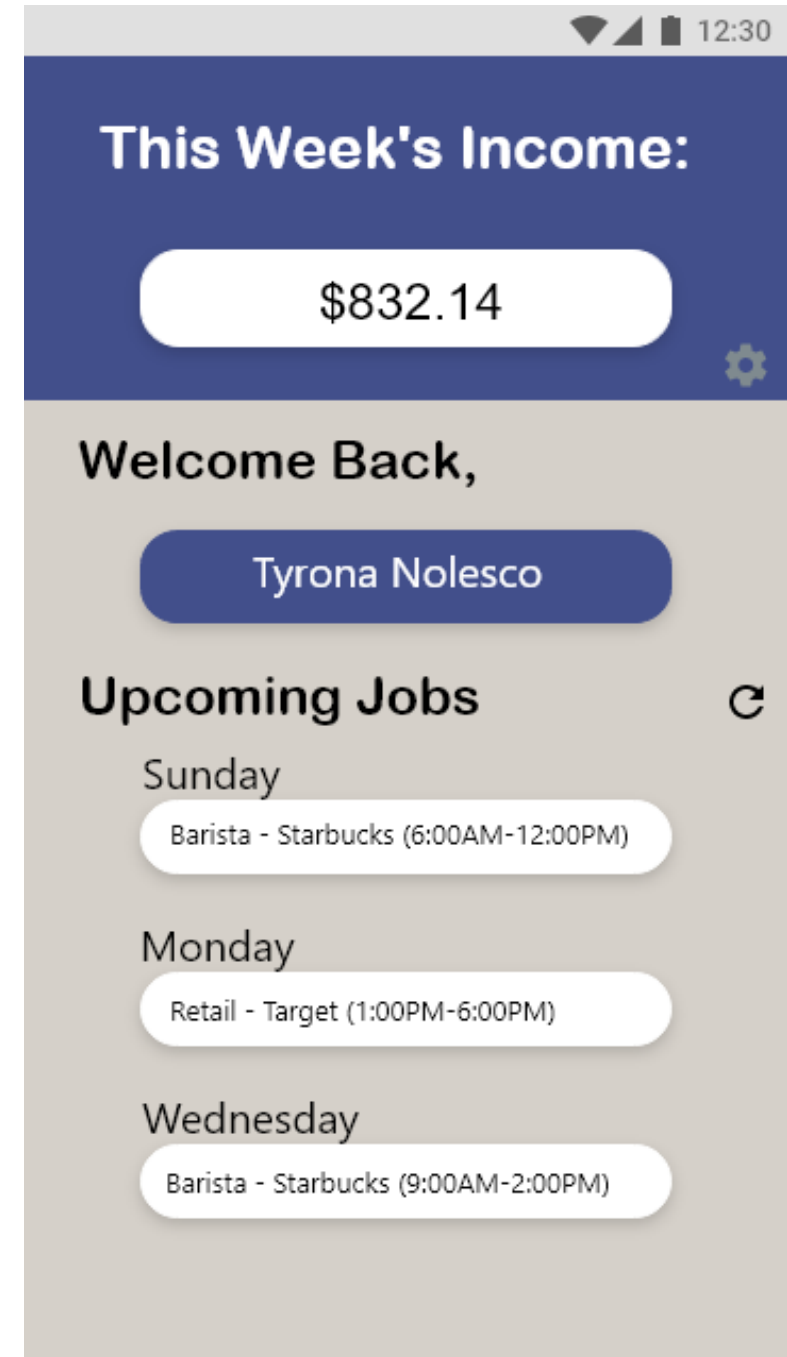 12:30
This Week's Income:
$832.14
Welcome Back,
Tyrona Nolesco
Upcoming Jobs
Sunday
Barista - Starbucks (6:00AM-12:00PM)
Monday
Retail - Target (1:00PM-6:00PM)
Wednesday
Barista - Starbucks (9:00AM-2:00PM)